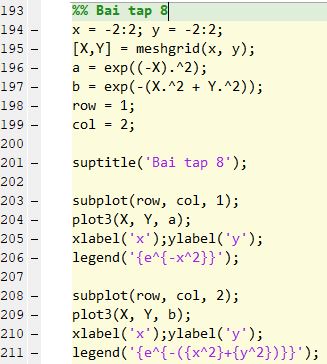 193 %% Bai tap 8
194 - x = -2:2; y = -2:2;
195 - [X,Y] = meshgrid(x, y);
196 - a = exp((-X).^2);
197 - b = exp(-(X.^2 + Y.^2));
198 - row = 1;
199 - col = 2;
200
201 - suptitle('Bai tap 8');
202
203 - subplot(row, col, 1);
204 - plot3(X, Y, a);
205 - xlabel('x');ylabel('y');
206 - legend('{e^{-x^2}}');
207
208 - subplot(row, col, 2);
209 - plot3(X, Y, b);
210 - xlabel('x');ylabel('y');
211 - legend('{e^{-({x^2}+{y^2})}}');